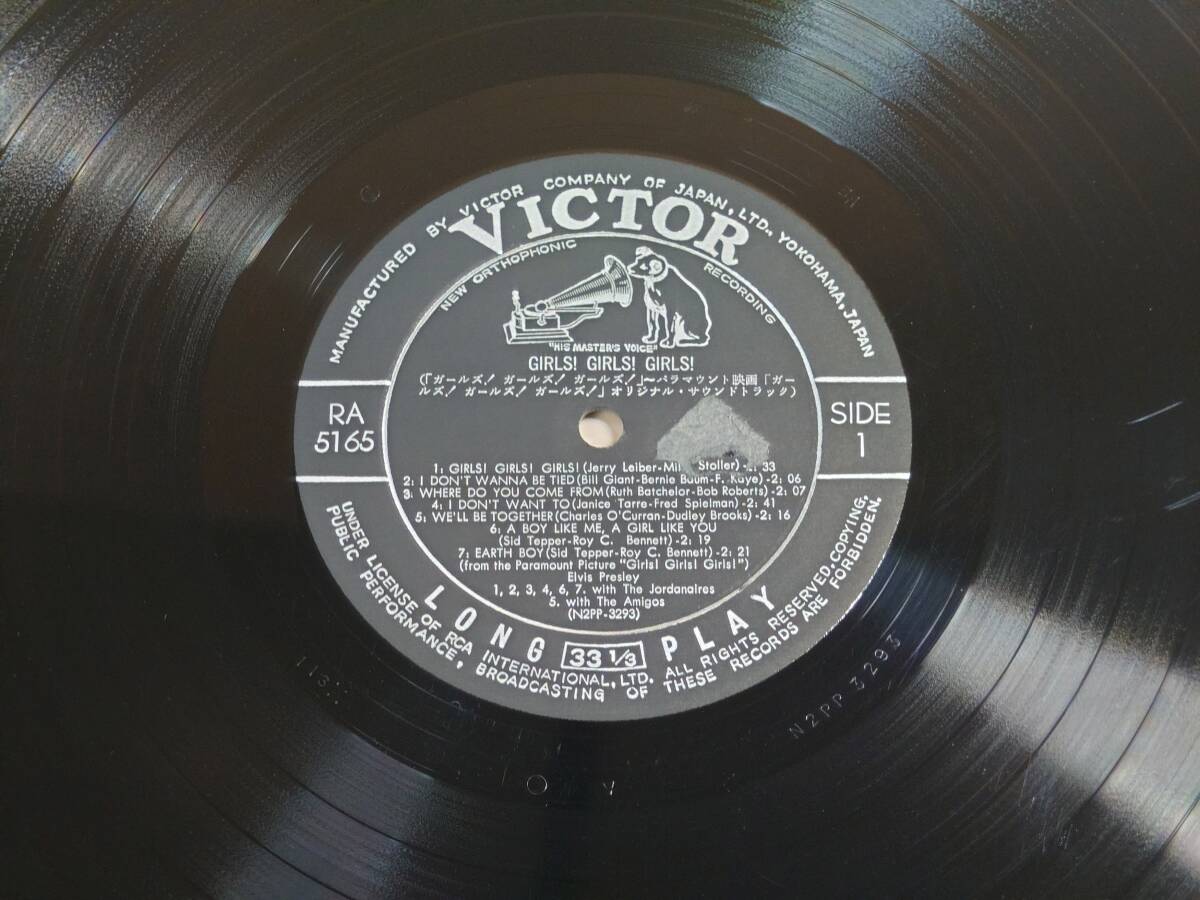 MANUFACTURED BY VICTOR COMPANY OF JAPAN, LTD., YOKOHAMA, JAPAN
VICTOR
NEW ORTHOPHONIC RECORDING
"HIS MASTER'S VOICE"
GIRLS! GIRLS! GIRLS!
(「ガールズ! ガールズ! ガールズ!」~パラマウント映画「ガー
ルズ! ガールズ! ガールズ!」オリジナル・サウンドトラック)
RA
5165
SIDE
1
1: GIRLS! GIRLS! GIRLS! (Jerry Leiber-Mi Stoller)-2: 33
2: I DON'T WANNA BE TIED (Bill Giant-Bernie Baum-F. Kaye)-2: 06
3: WHERE DO YOU COME FROM (Ruth Batchelor-Bob Roberts)-2: 07
4: I DON'T WANT TO (Janice Tarre-Fred Spielman)-2: 41
5: WE'LL BE TOGETHER (Charles O'Curran-Dudley Brooks)-2: 16
6: A BOY LIKE ME, A GIRL LIKE YOU
(Sid Tepper-Roy C. Bennett)-2: 19
7: EARTH BOY (Sid Tepper-Roy C. Bennett)-2: 21
(from the Paramount Picture "Girls! Girls! Girls!")
Elvis Presley
1, 2, 3, 4, 6, 7. with The Jordanaires
5. with The Amigos
(N2PP-3293)
LONG 33 1/3 PLAY
UNDER LICENSE OF RCA INTERNATIONAL, LTD. ALL RIGHTS RESERVED, COPYING,
PUBLIC PERFORMANCE, BROADCASTING OF THESE RECORDS ARE FORBIDDEN.
N2PP 3293